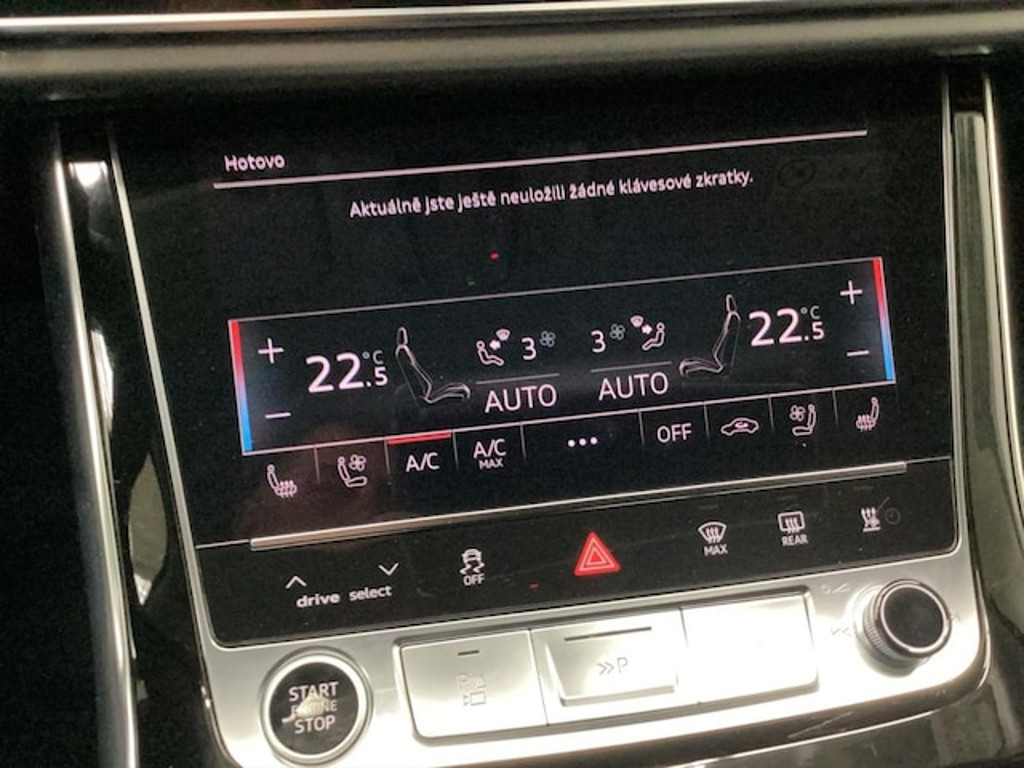 Hotovo
Aktuálně jste ještě neuložili žádné klávesové zkratky.
+ 22.5 °C 3 3 22.5 °C +
− AUTO AUTO −
A/C A/C MAX ••• OFF
drive select OFF MAX REAR
START ENGINE STOP
>>P